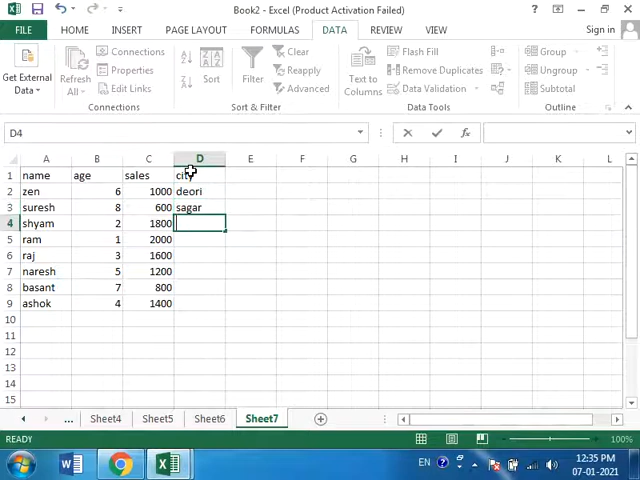 Book2 - Excel (Product Activation Failed)
FILE HOME INSERT PAGE LAYOUT FORMULAS DATA REVIEW VIEW Sign in
Get External Data
Refresh All
Connections
Properties
Edit Links
Connections
Sort
Filter
Clear
Reapply
Advanced
Sort & Filter
Text to Columns
Flash Fill
Remove Duplicates
Data Validation
Data Tools
Group
Ungroup
Subtotal
Outline
D4
A B C D E F G H I J K L
1 name age sales city
2 zen 6 1000 deori
3 suresh 8 600 sagar
4 shyam 2 1800
5 ram 1 2000
6 raj 3 1600
7 naresh 5 1200
8 basant 7 800
9 ashok 4 1400
10
11
12
13
14
15
... Sheet4 Sheet5 Sheet6 Sheet7
READY 100%
EN 12:35 PM
07-01-2021